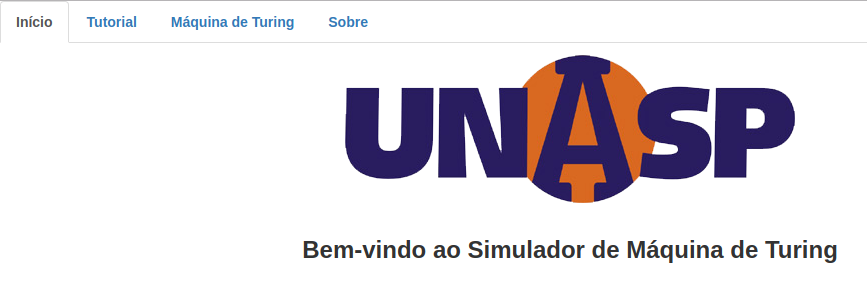 Início Tutorial Máquina de Turing Sobre
UNASP
Bem-vindo ao Simulador de Máquina de Turing